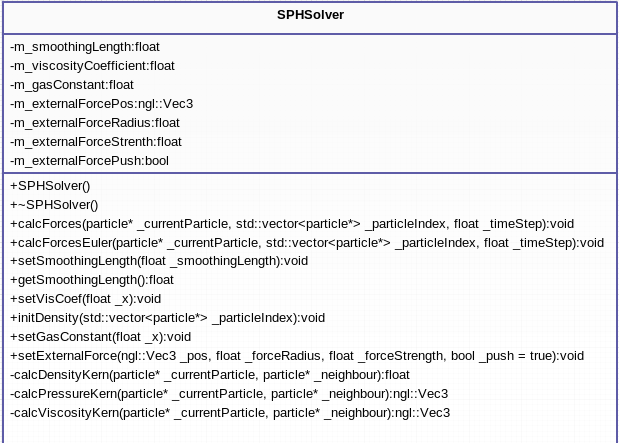 SPHSolver
-m_smoothingLength:float
-m_viscosityCoefficient:float
-m_gasConstant:float
-m_externalForcePos:ngl::Vec3
-m_externalForceRadius:float
-m_externalForceStrenth:float
-m_externalForcePush:bool
+SPHSolver()
+~SPHSolver()
+calcForces(particle* _currentParticle, std::vector<particle*> _particleIndex, float _timeStep):void
+calcForcesEuler(particle* _currentParticle, std::vector<particle*> _particleIndex, float _timeStep):void
+setSmoothingLength(float _smoothingLength):void
+getSmoothingLength():float
+setVisCoef(float _x):void
+initDensity(std::vector<particle*> _particleIndex):void
+setGasConstant(float _x):void
+setExternalForce(ngl::Vec3 _pos, float _forceRadius, float _forceStrength, bool _push = true):void
-calcDensityKern(particle* _currentParticle, particle* _neighbour):float
-calcPressureKern(particle* _currentParticle, particle* _neighbour):ngl::Vec3
-calcViscosityKern(particle* _currentParticle, particle* _neighbour):ngl::Vec3